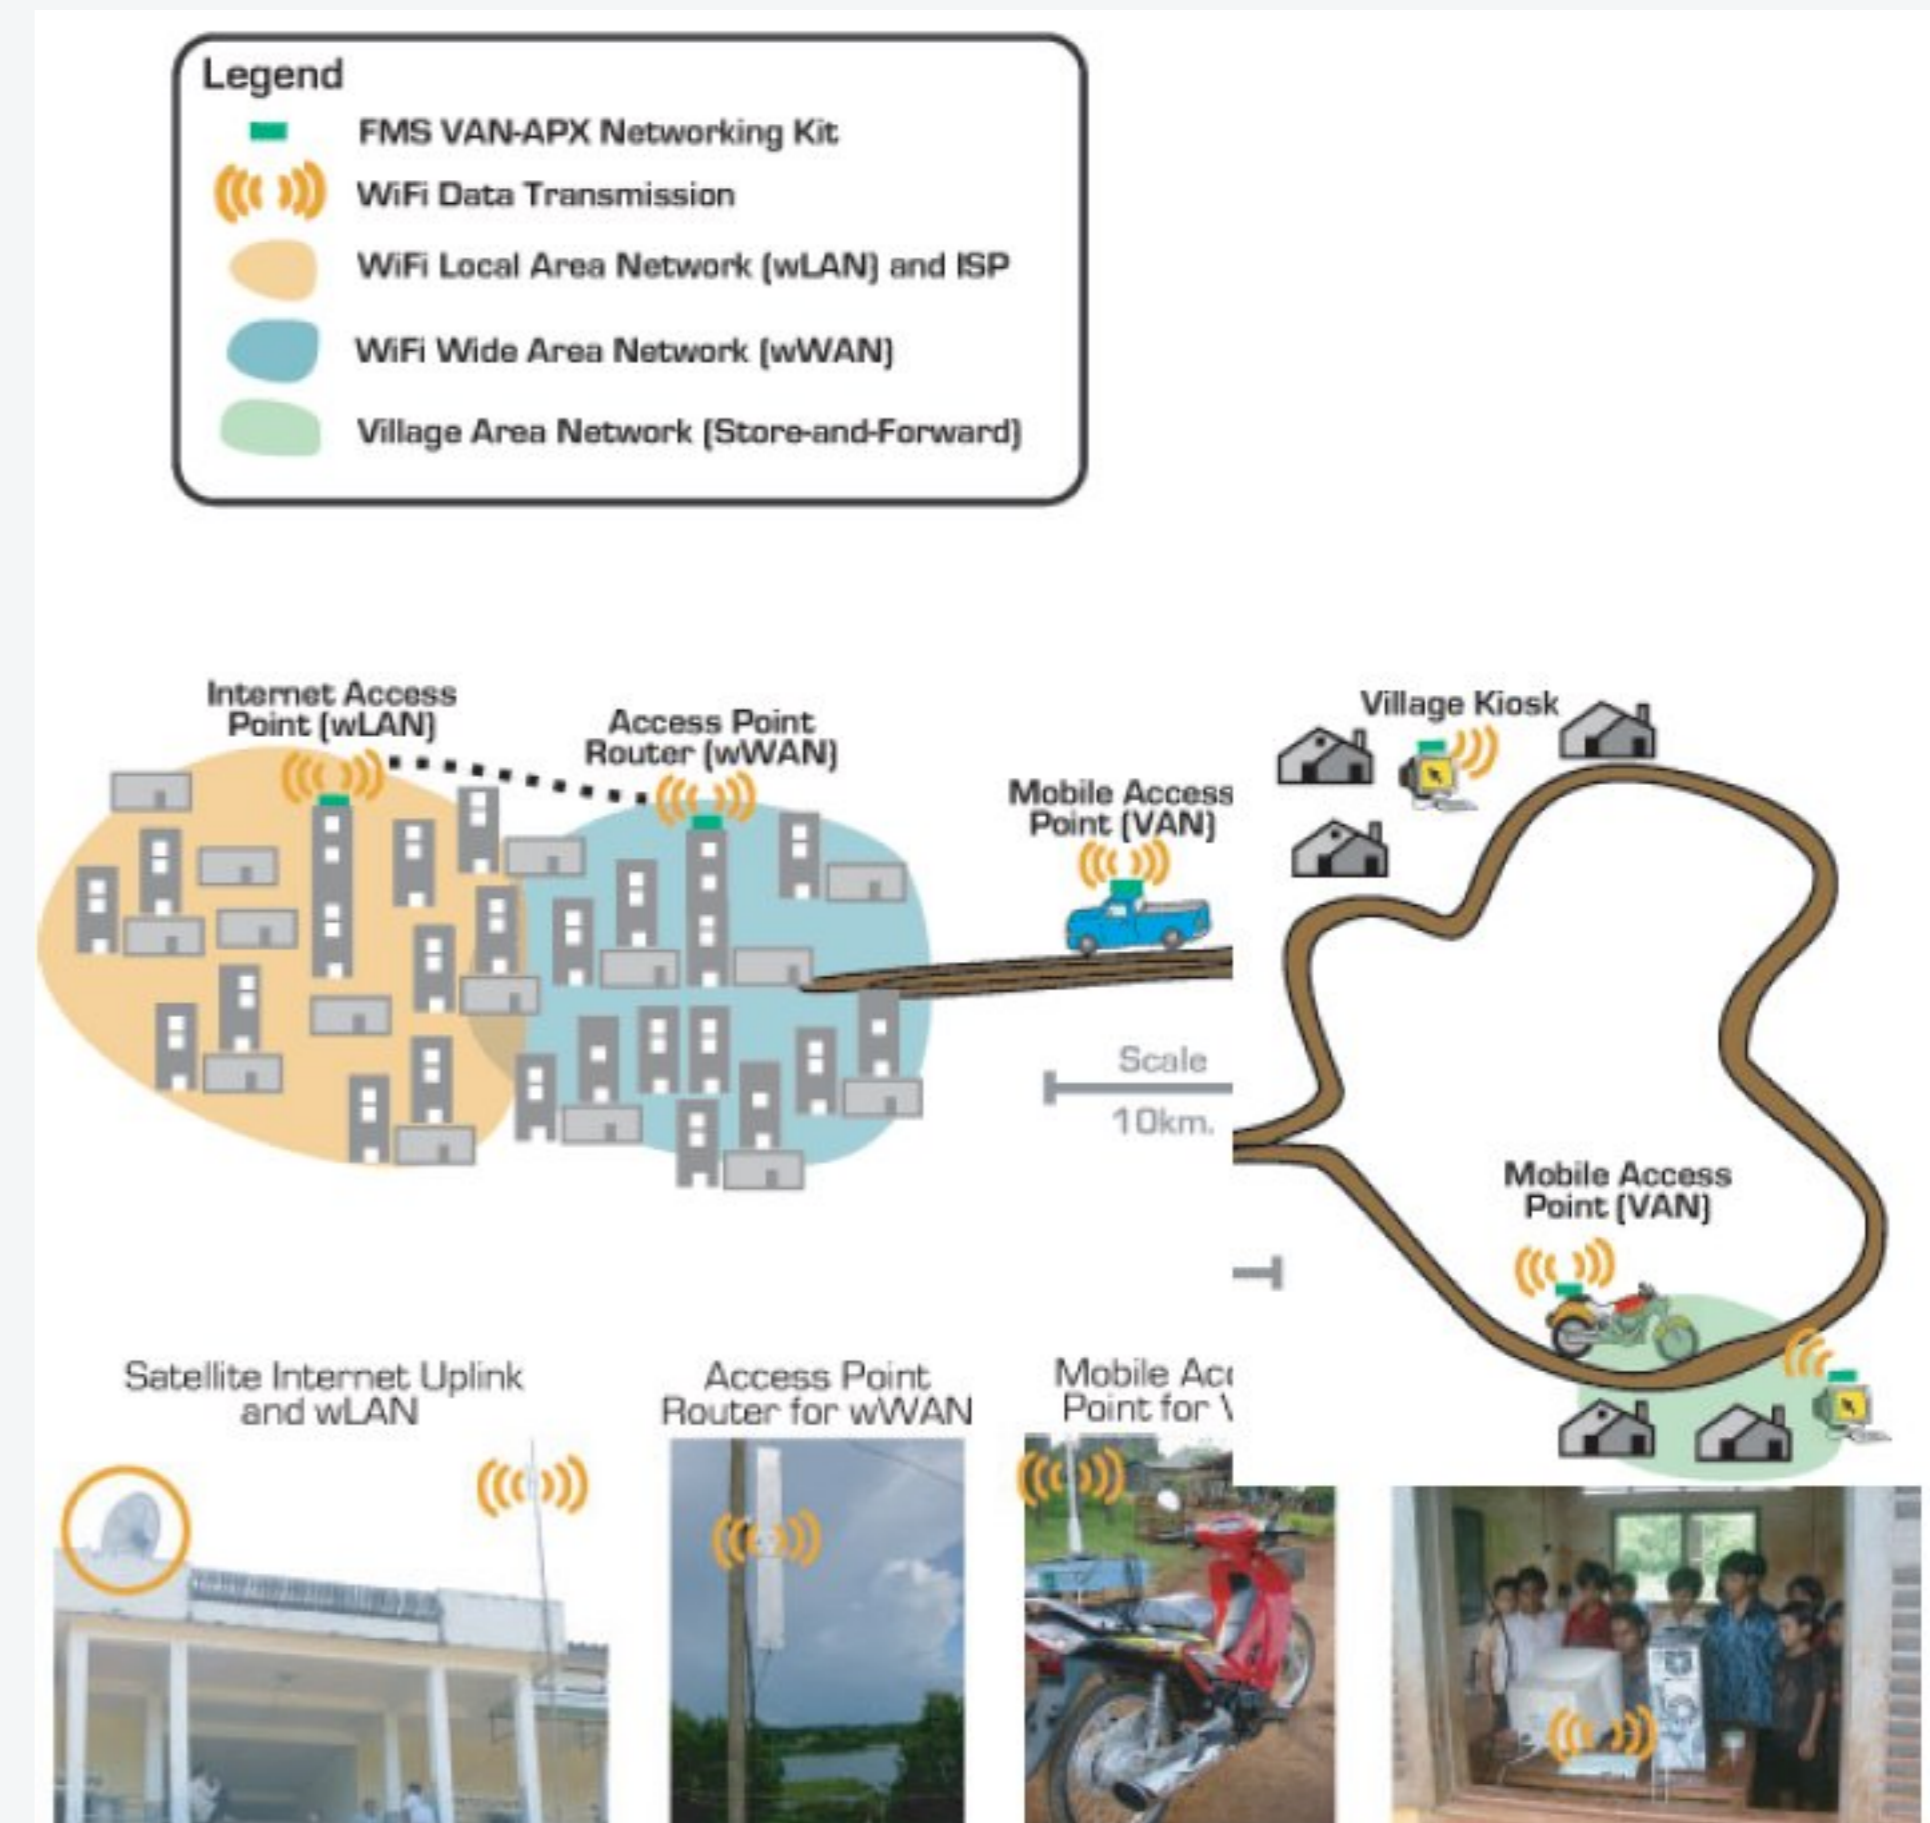 Legend
FMS VAN-APX Networking Kit
WiFi Data Transmission
WiFi Local Area Network (wLAN) and ISP
WiFi Wide Area Network (wWAN)
Village Area Network (Store-and-Forward)
Internet Access
Point (wLAN)
Access Point
Router (wWAN)
Mobile Access
Point (VAN)
Village Kiosk
Scale
10km.
Mobile Access
Point (VAN)
Satellite Internet Uplink
and wLAN
Access Point
Router for wWAN
Mobile
Point for